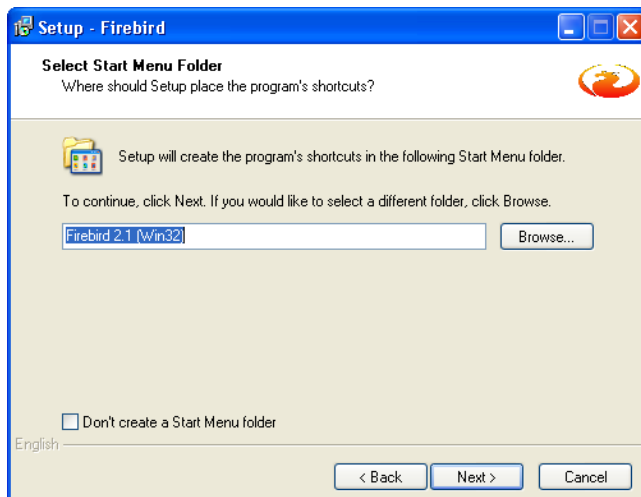 Setup - Firebird
Select Start Menu Folder
Where should Setup place the program's shortcuts?
Setup will create the program's shortcuts in the following Start Menu folder.
To continue, click Next. If you would like to select a different folder, click Browse.
Firebird 2.1 (Win32)
Browse...
Don't create a Start Menu folder
English
< Back
Next >
Cancel